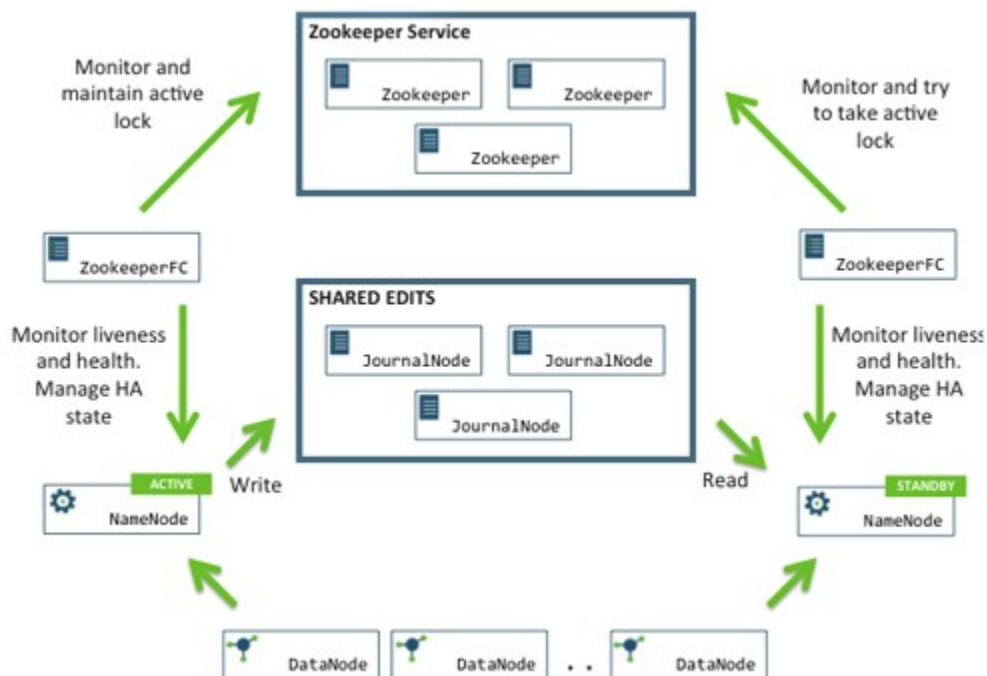 Zookeeper Service
Zookeeper
Zookeeper
Zookeeper
Monitor and
maintain active
lock
Monitor and try
to take active
lock
ZookeeperFC
ZookeeperFC
SHARED EDITS
JournalNode
JournalNode
JournalNode
Monitor liveness
and health.
Manage HA
state
Monitor liveness
and health.
Manage HA
state
Write
Read
ACTIVE
NameNode
STANDBY
NameNode
DataNode
DataNode
. .
DataNode